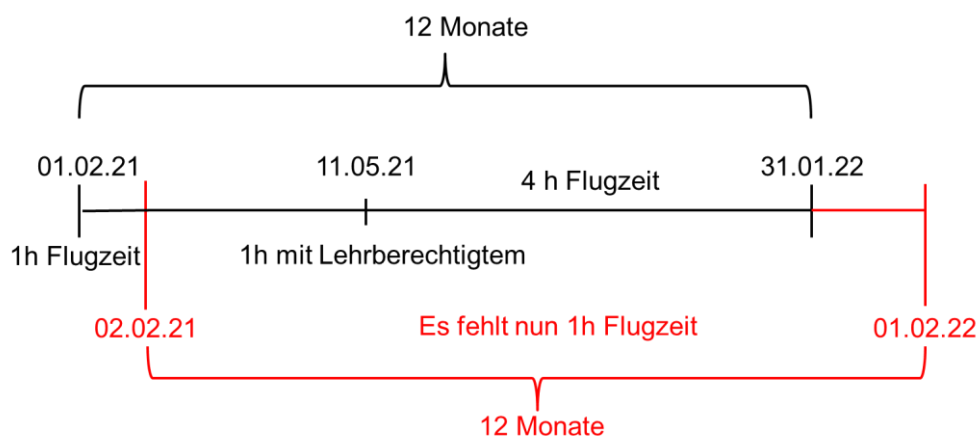 12 Monate
01.02.21
11.05.21
4 h Flugzeit
31.01.22
1h Flugzeit
1h mit Lehrberechtigtem
02.02.21
Es fehlt nun 1h Flugzeit
01.02.22
12 Monate